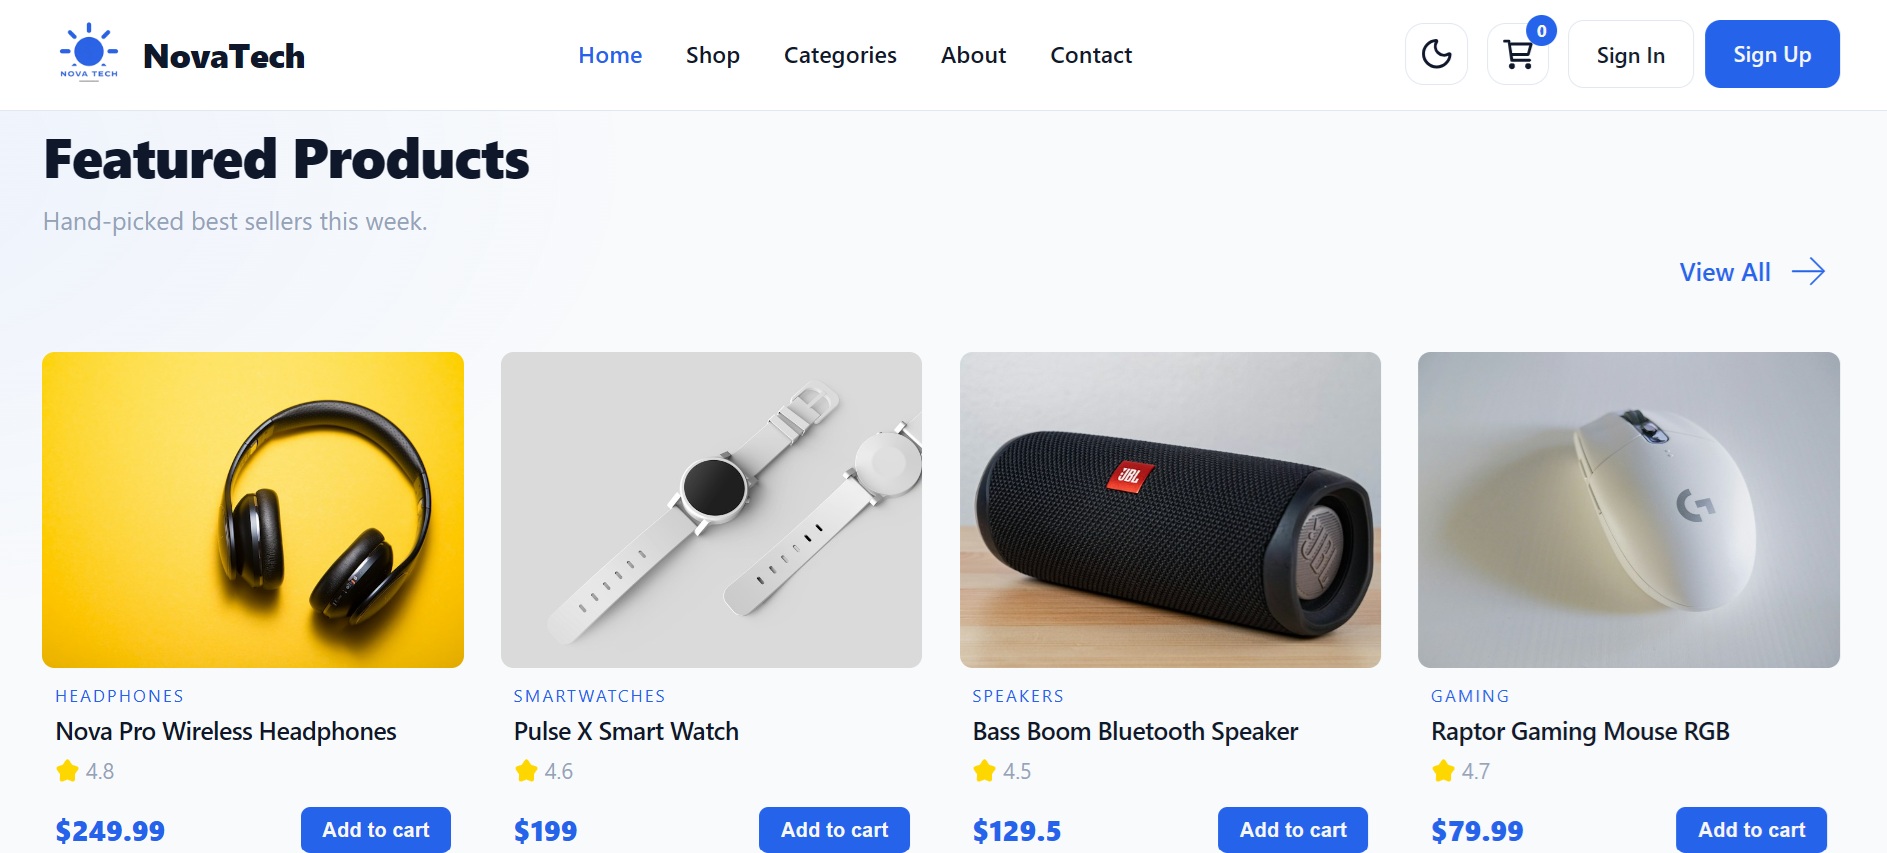 NOVA TECH
NovaTech
Home Shop Categories About Contact
0
Sign In
Sign Up
Featured Products
Hand-picked best sellers this week.
View All
JBL
JBL
G
HEADPHONES
Nova Pro Wireless Headphones
4.8
$249.99
Add to cart
SMARTWATCHES
Pulse X Smart Watch
4.6
$199
Add to cart
SPEAKERS
Bass Boom Bluetooth Speaker
4.5
$129.5
Add to cart
GAMING
Raptor Gaming Mouse RGB
4.7
$79.99
Add to cart